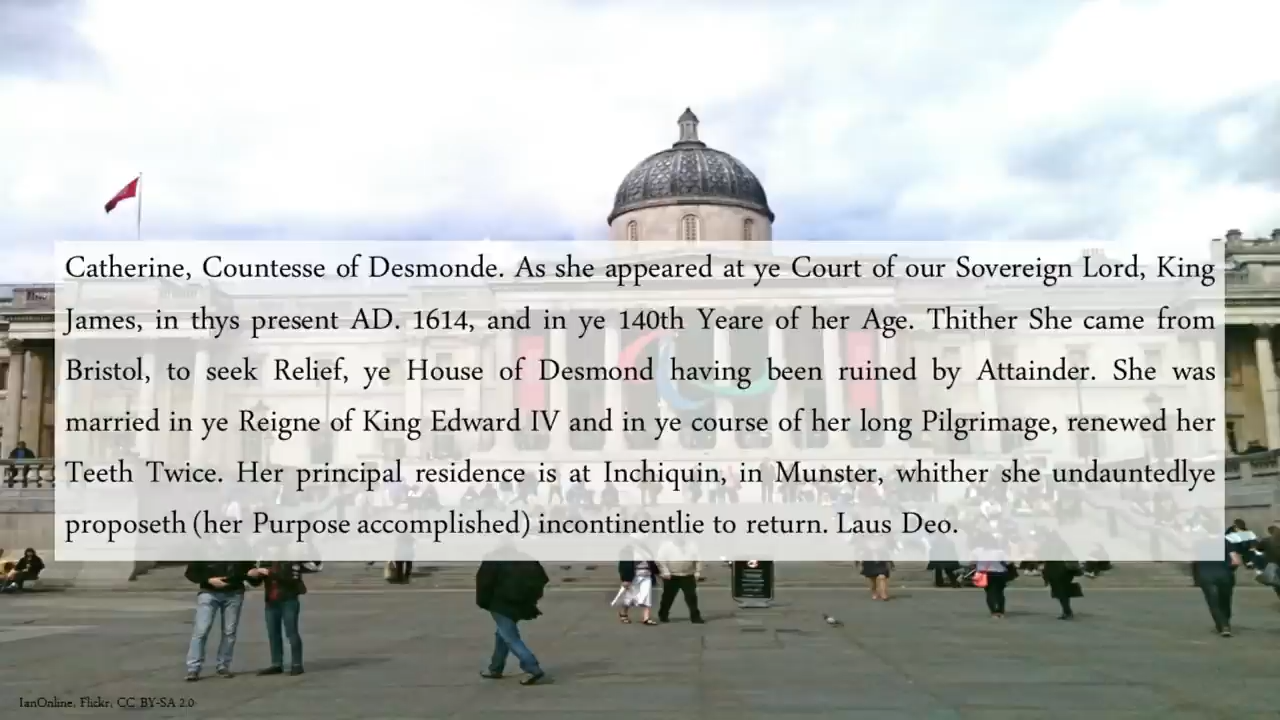 Catherine, Countesse of Desmonde. As she appeared at ye Court of our Sovereign Lord, King
James, in thys present AD. 1614, and in ye 140th Yeare of her Age. Thither She came from
Bristol, to seek Relief, ye House of Desmond having been ruined by Attainder. She was
married in ye Reigne of King Edward IV and in ye course of her long Pilgrimage, renewed her
Teeth Twice. Her principal residence is at Inchiquin, in Munster, whither she undauntedlye
proposeth (her Purpose accomplished) incontinentlie to return. Laus Deo.
IanOnline, Flickr, CC BY-SA 2.0